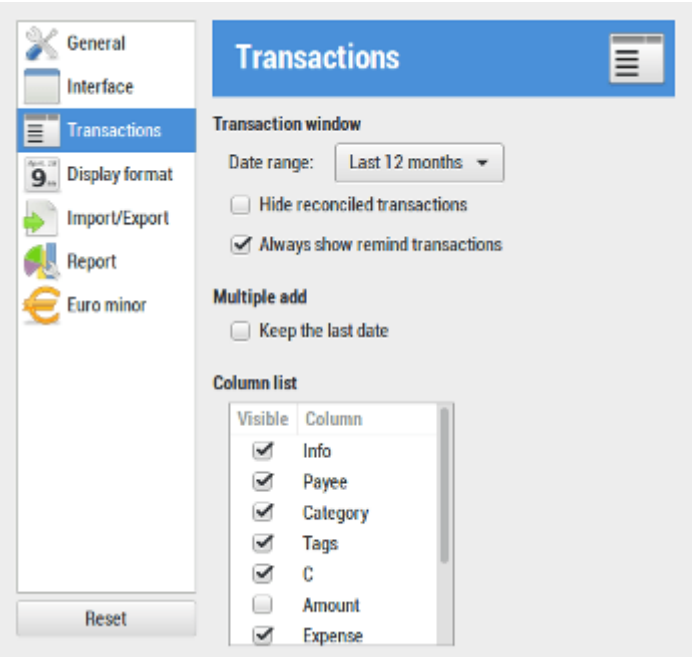 General
Interface
Transactions
Display format
Import/Export
Report
Euro minor
Reset
Transactions
Transaction window
Date range: Last 12 months
Hide reconciled transactions
Always show remind transactions
Multiple add
Keep the last date
Column list
Visible Column
Info
Payee
Category
Tags
C
Amount
Expense
9